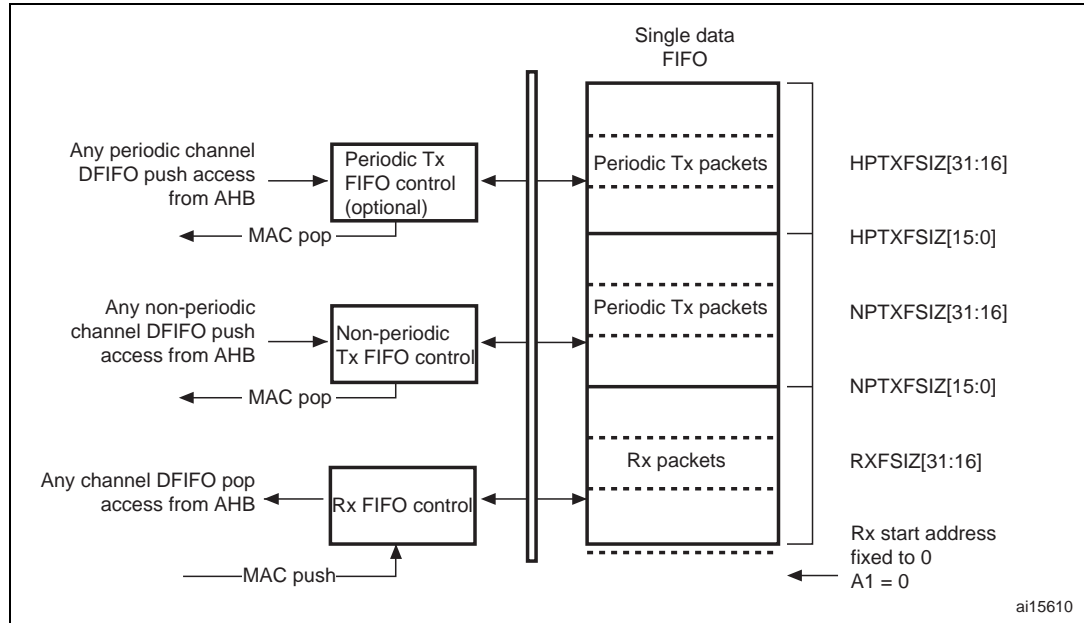 Single data
FIFO
Any periodic channel
DFIFO push access
from AHB
Periodic Tx
FIFO control
(optional)
MAC pop
Periodic Tx packets
HPTXFSIZ[31:16]
HPTXFSIZ[15:0]
Any non-periodic
channel DFIFO push
access from AHB
Non-periodic
Tx FIFO control
MAC pop
Periodic Tx packets
NPTXFSIZ[31:16]
NPTXFSIZ[15:0]
Any channel DFIFO pop
access from AHB
Rx FIFO control
MAC push
Rx packets
RXFSIZ[31:16]
Rx start address
fixed to 0
A1 = 0
ai15610